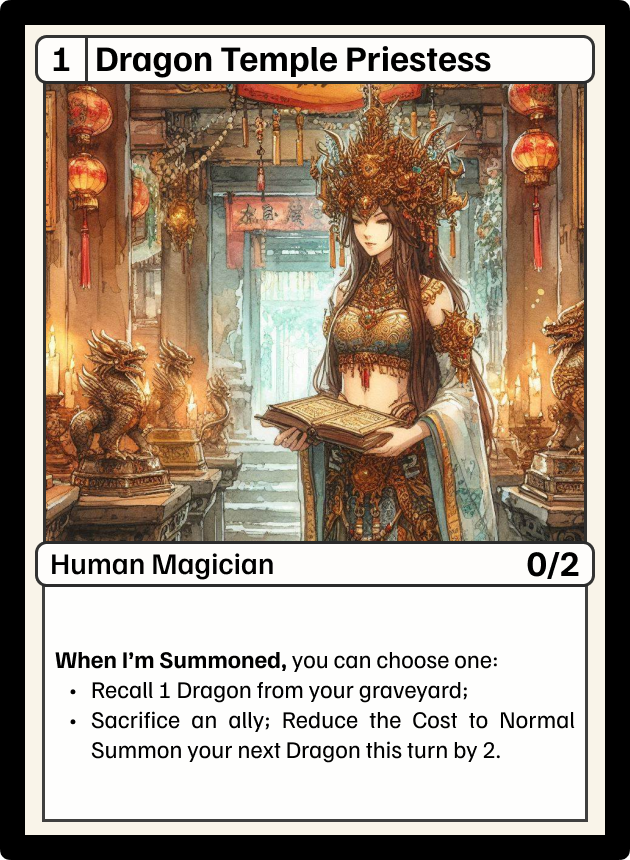 1 Dragon Temple Priestess
Human Magician 0/2
When I'm Summoned, you can choose one:
• Recall 1 Dragon from your graveyard;
• Sacrifice an ally; Reduce the Cost to Normal
Summon your next Dragon this turn by 2.